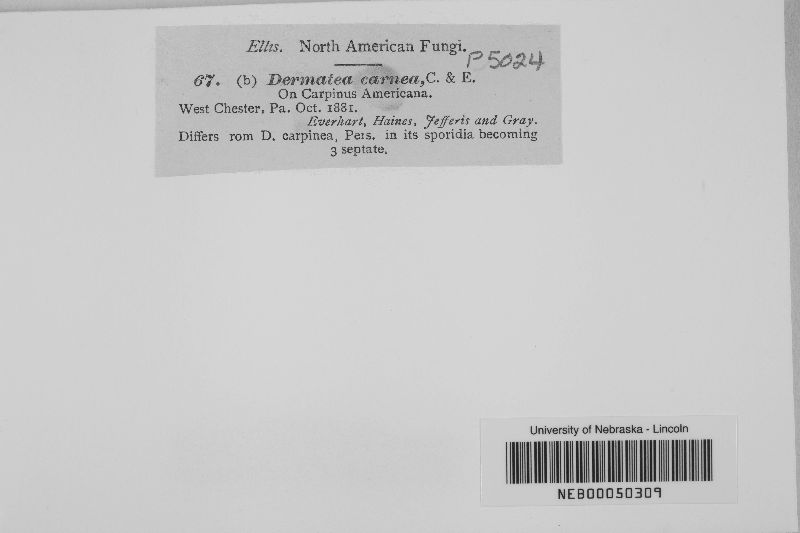 Ellis. North American Fungi.
P 5024
67. (b) Dermatea carnea, C. & E.
On Carpinus Americana.
West Chester, Pa. Oct. 1881.
Everhart, Haines, Jefferis and Gray.
Differs rom D. carpinea, Pers. in its sporidia becoming
3 septate.
University of Nebraska - Lincoln
NEB00050309